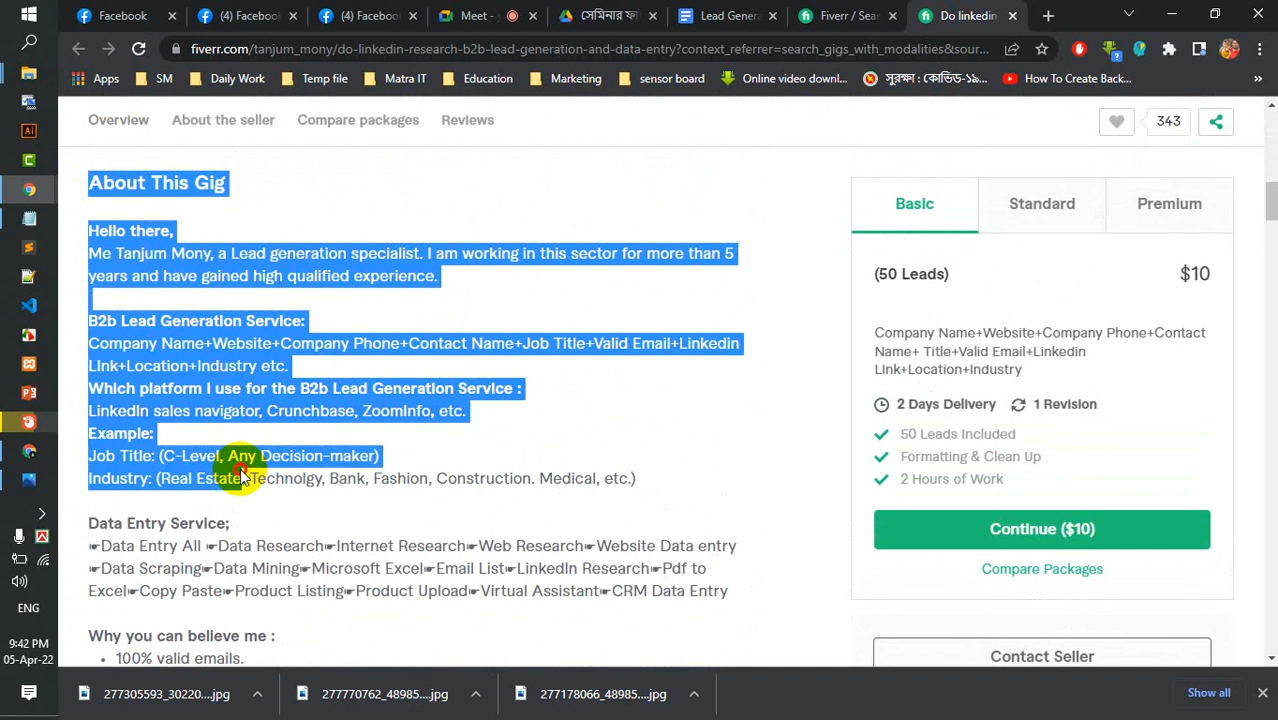 Facebook
(4) Facebook
(4) Facebook
Meet -
সেমিনার ফা
Lead Gener
Fiverr / Sear
Do linkedin
fiverr.com/tanjum_mony/do-linkedin-research-b2b-lead-generation-and-data-entry?context_referrer=search_gigs_with_modalities&sour...
Apps
SM
Daily Work
Temp file
Matra IT
Education
Marketing
sensor board
Online video downl...
সুরক্ষা : কোভিড-১৯...
How To Create Back...
»
Overview
About the seller
Compare packages
Reviews
343
About This Gig
Hello there,
Me Tanjum Mony, a Lead generation specialist. I am working in this sector for more than 5
years and have gained high qualified experience.
B2b Lead Generation Service:
Company Name+Website+Company Phone+Contact Name+Job Title+Valid Email+Linkedin
LInk+Location+Industry etc.
Which platform I use for the B2b Lead Generation Service :
LinkedIn sales navigator, Crunchbase, ZoomInfo, etc.
Example:
Job Title: (C-Level, Any Decision-maker)
Industry: (Real Estate, Technolgy, Bank, Fashion, Construction. Medical, etc.)
Data Entry Service;
☛Data Entry All ☛Data Research☛Internet Research☛Web Research☛Website Data entry
☛Data Scraping☛Data Mining☛Microsoft Excel☛Email List☛LinkedIn Research☛Pdf to
Excel☛Copy Paste☛Product Listing☛Product Upload☛Virtual Assistant☛CRM Data Entry
Why you can believe me :
• 100% valid emails.
Basic
Standard
Premium
(50 Leads)
$10
Company Name+Website+Company Phone+Contact
Name+ Title+Valid Email+Linkedin
LInk+Location+Industry
2 Days Delivery
1 Revision
50 Leads Included
Formatting & Clean Up
2 Hours of Work
Continue ($10)
Compare Packages
Contact Seller
ENG
9:42 PM
05-Apr-22
277305593_30220....jpg
277770762_48985....jpg
277178066_48985....jpg
Show all